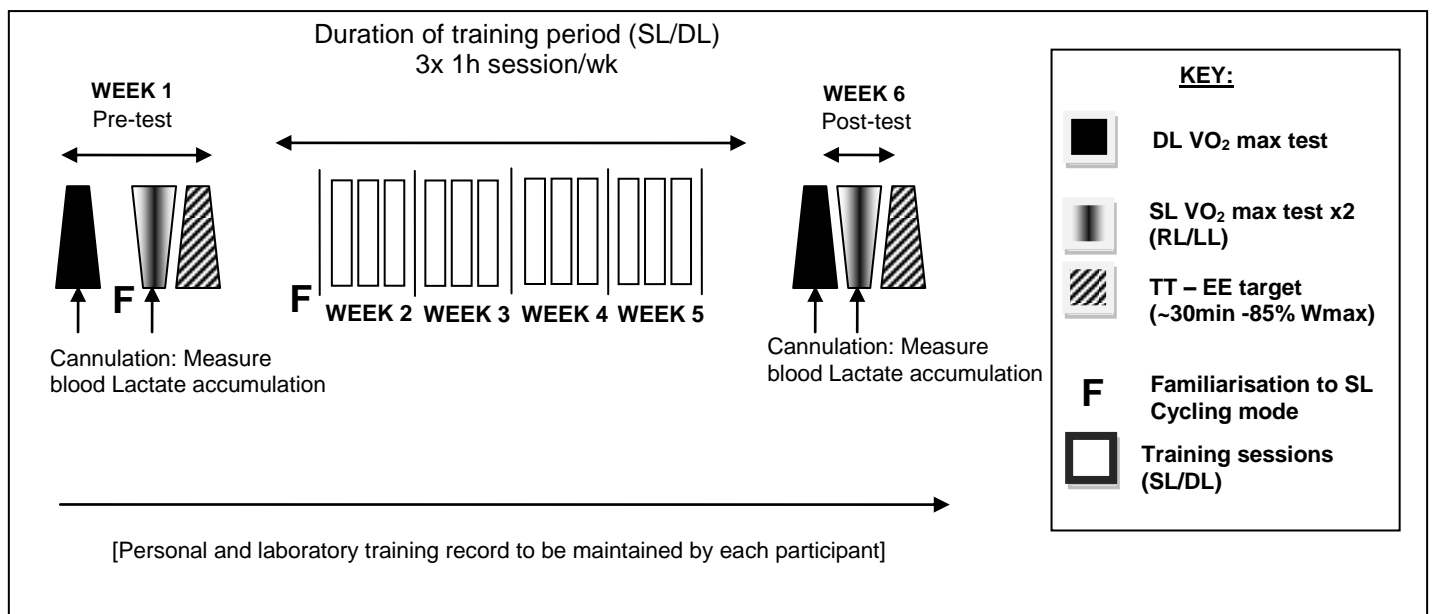 Duration of training period (SL/DL)
3x 1h session/wk
WEEK 1
Pre-test
WEEK 6
Post-test
F
F
WEEK 2 WEEK 3 WEEK 4 WEEK 5
Cannulation: Measure
blood Lactate accumulation
Cannulation: Measure
blood Lactate accumulation
[Personal and laboratory training record to be maintained by each participant]
KEY:
DL VO₂ max test
SL VO₂ max test x2
(RL/LL)
TT – EE target
(~30min -85% Wmax)
F
Familiarisation to SL
Cycling mode
Training sessions
(SL/DL)